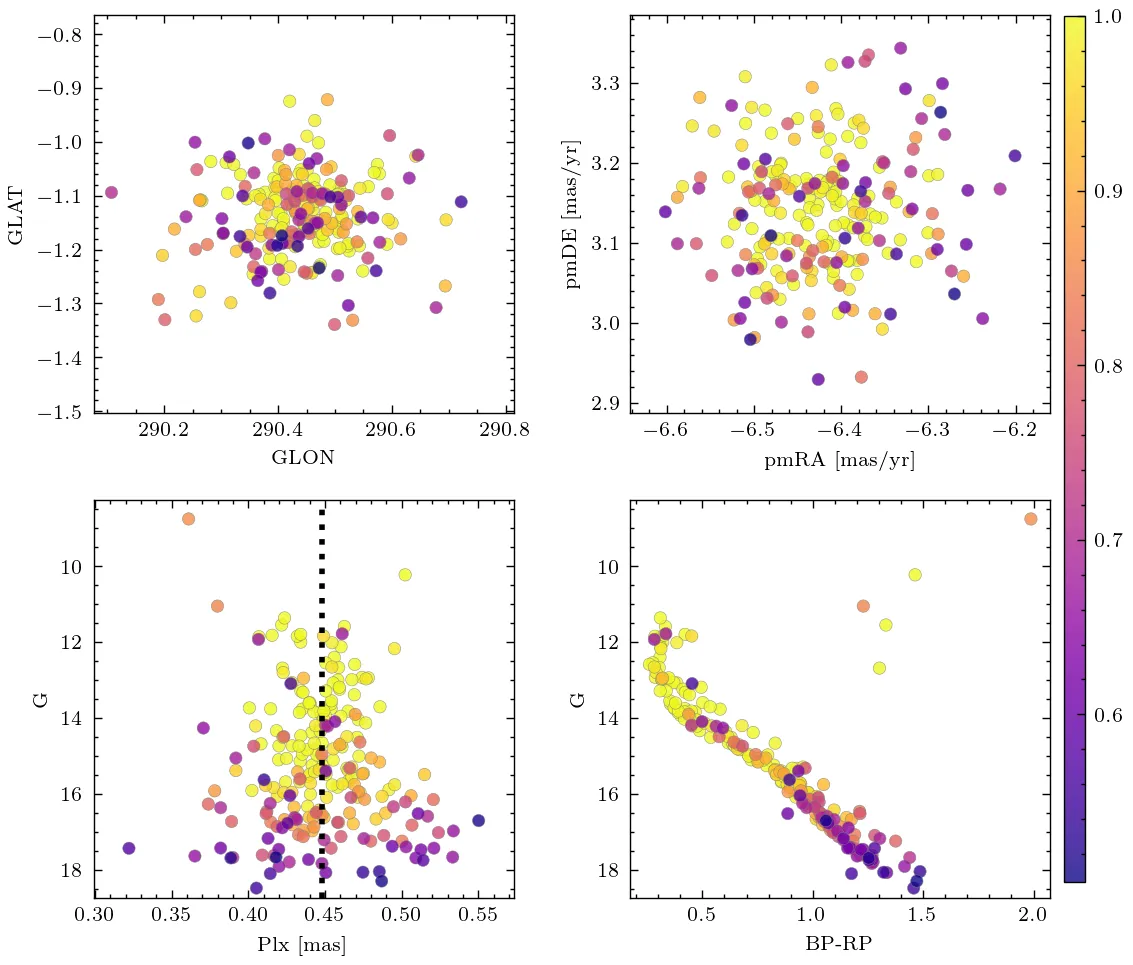 −0.8
−0.9
−1.0
−1.1
−1.2
−1.3
−1.4
−1.5
GLAT
290.2 290.4 290.6 290.8
GLON
3.3
3.2
3.1
3.0
2.9
pmDE [mas/yr]
−6.6 −6.5 −6.4 −6.3 −6.2
pmRA [mas/yr]
10
12
14
16
18
G
0.30 0.35 0.40 0.45 0.50 0.55
Plx [mas]
10
12
14
16
18
G
0.5 1.0 1.5 2.0
BP-RP
1.0
0.9
0.8
0.7
0.6